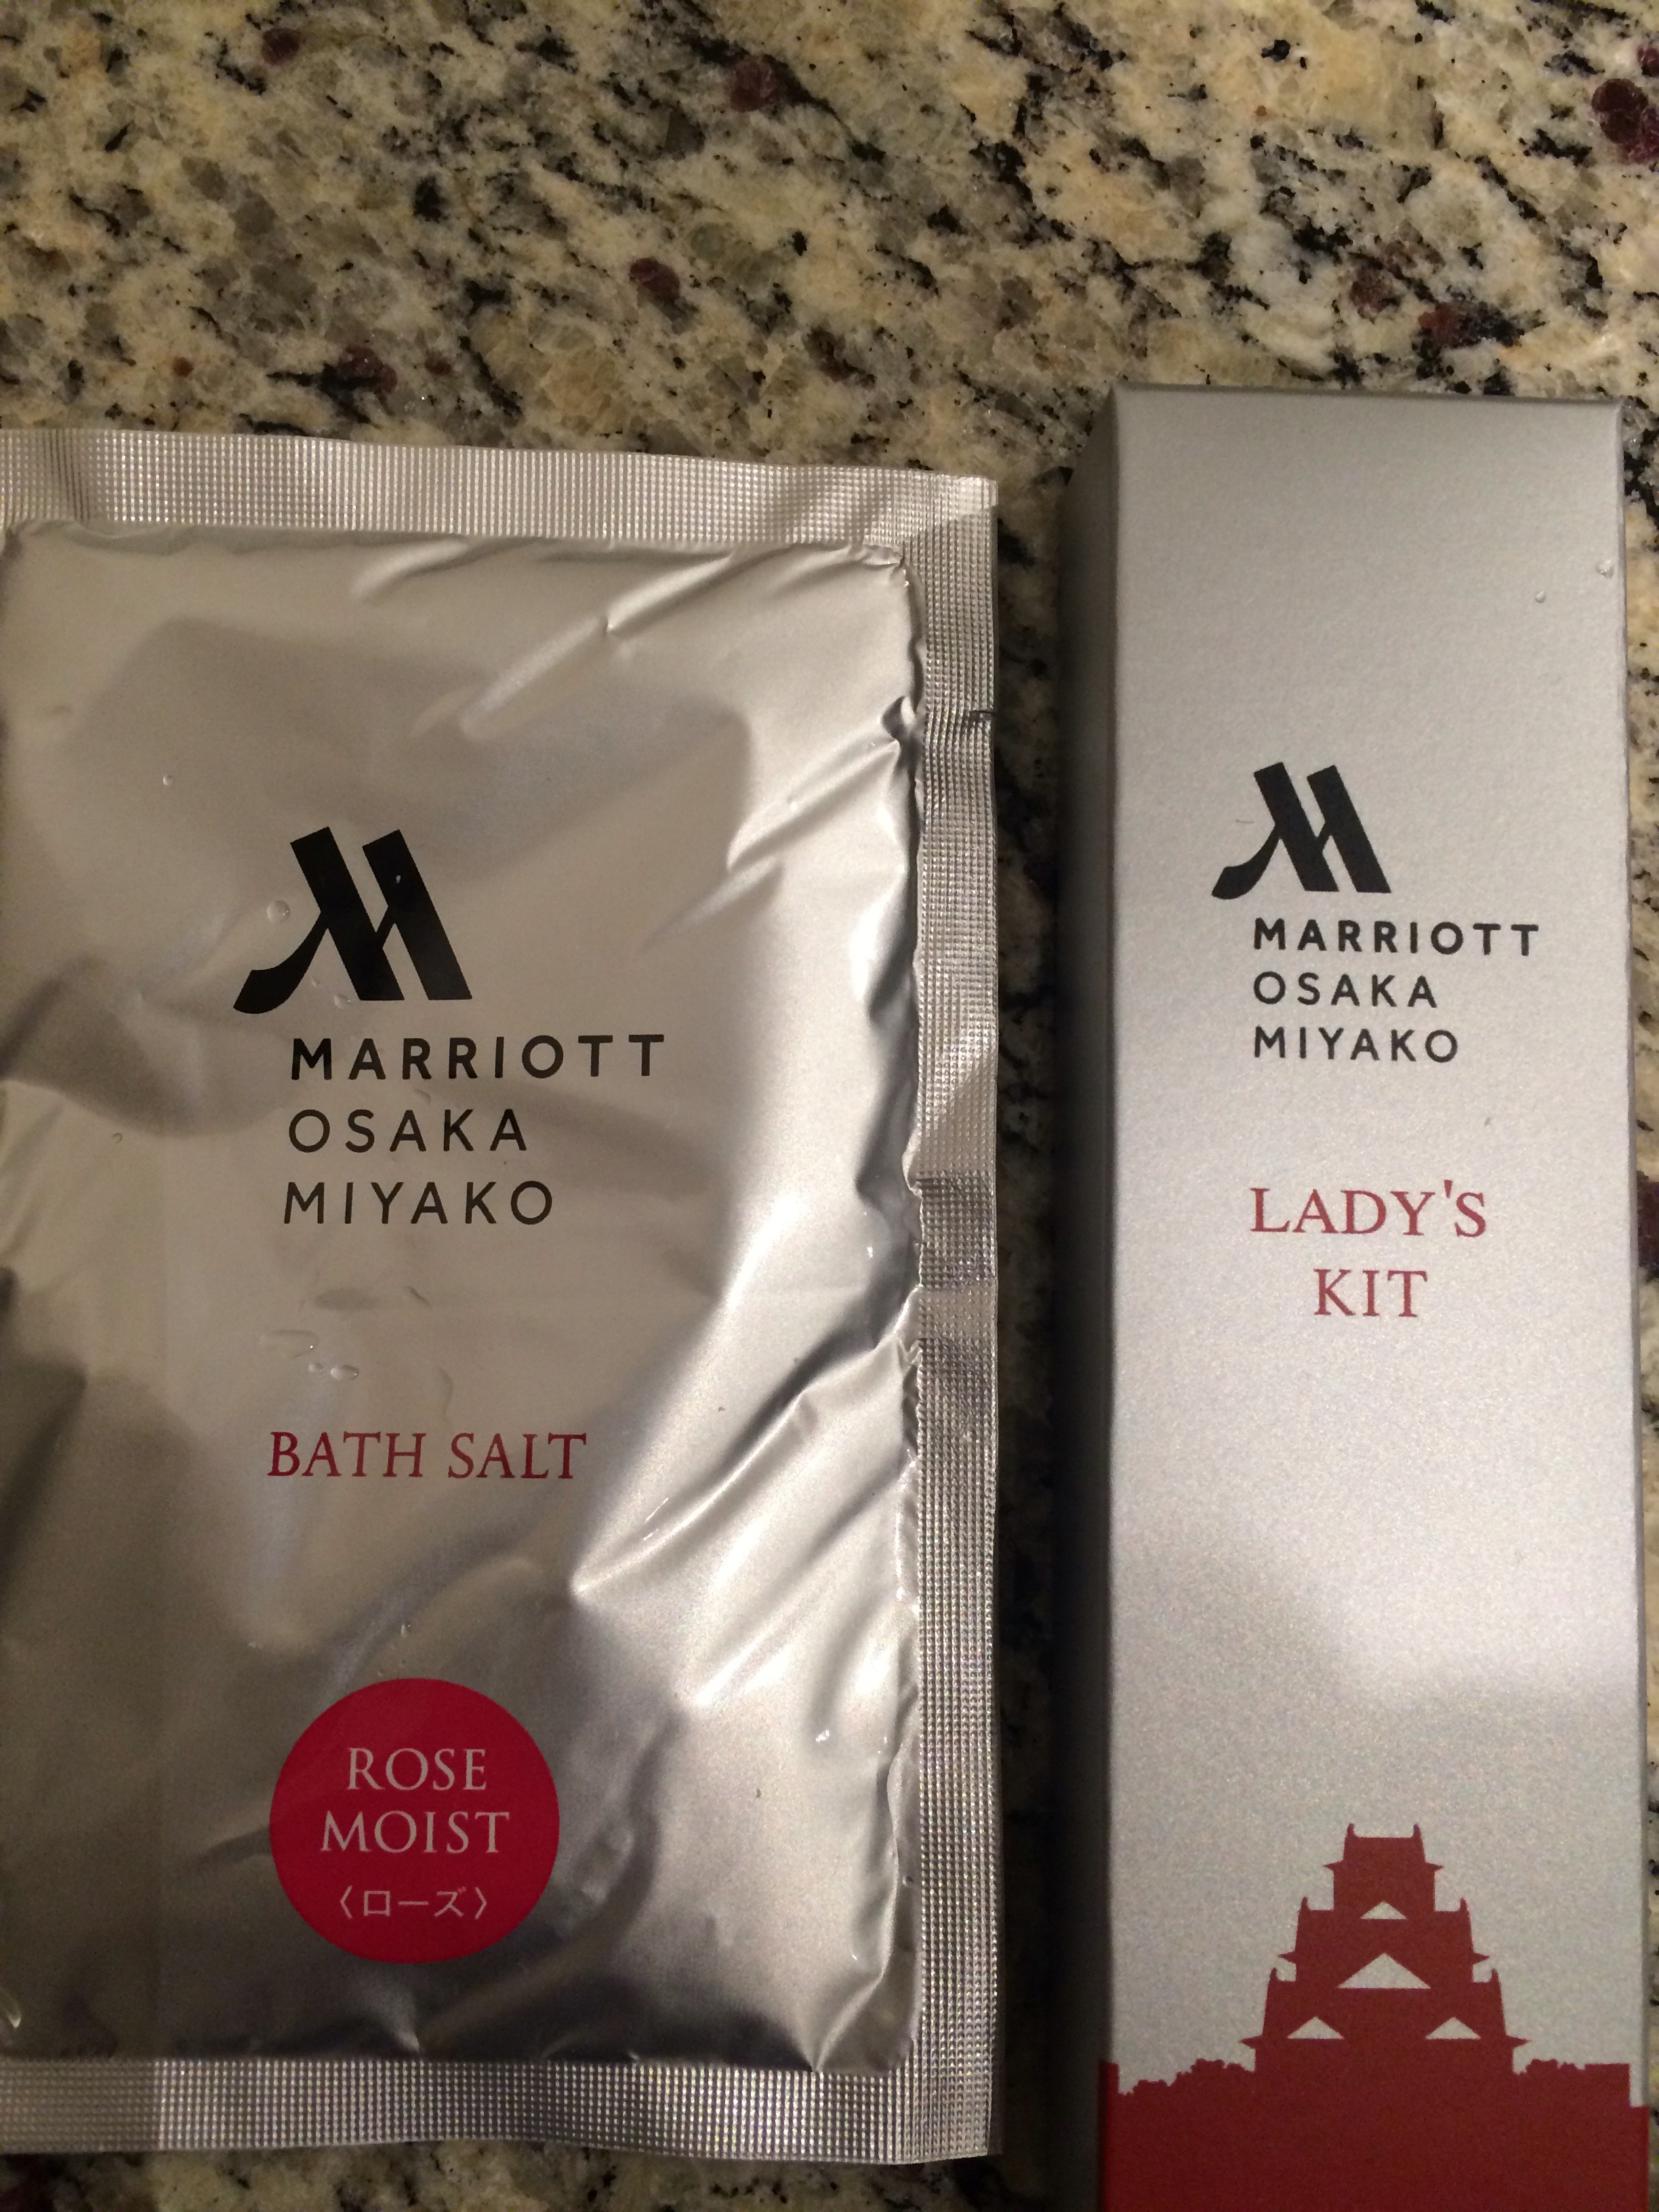 MARRIOTT
OSAKA
MIYAKO
BATH SALT
ROSE
MOIST
〈ローズ〉
MARRIOTT
OSAKA
MIYAKO
LADY'S
KIT